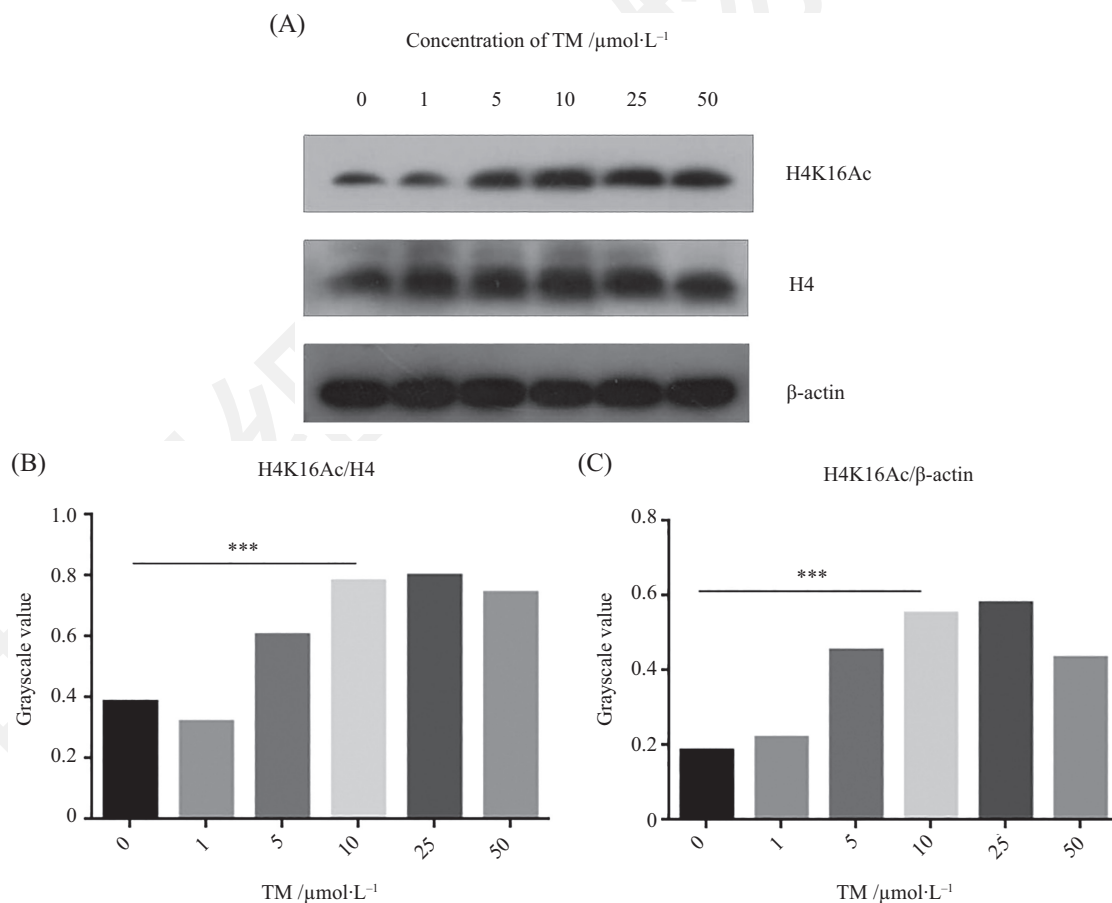 (A)
Concentration of TM /µmol·L⁻¹
0 1 5 10 25 50
H4K16Ac
H4
β-actin
(B)
H4K16Ac/H4
1.0
0.8
0.6
0.4
0.2
0
Grayscale value
***
0 1 5 10 25 50
TM /µmol·L⁻¹
(C)
H4K16Ac/β-actin
0.8
0.6
0.4
0.2
0
Grayscale value
***
0 1 5 10 25 50
TM /µmol·L⁻¹